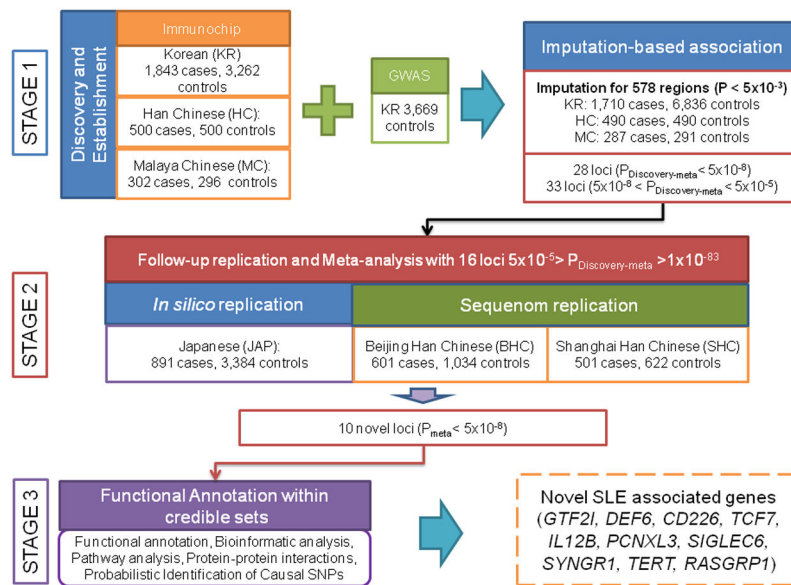 STAGE 1
Discovery and
Establishment
Immunochip
Korean (KR)
1,843 cases, 3,262
controls
Han Chinese (HC):
500 cases, 500 controls
Malaya Chinese (MC):
302 cases, 296 controls
GWAS
KR 3,669
controls
Imputation-based association
Imputation for 578 regions (P < 5x10⁻³)
KR: 1,710 cases, 6,836 controls
HC: 490 cases, 490 controls
MC: 287 cases, 291 controls
28 loci (P_Discovery-meta < 5x10⁻⁸)
33 loci (5x10⁻⁸ < P_Discovery-meta < 5x10⁻⁵)
STAGE 2
Follow-up replication and Meta-analysis with 16 loci 5x10⁻⁵> P_Discovery-meta >1x10⁻⁸³
In silico replication
Sequenom replication
Japanese (JAP):
891 cases, 3,384 controls
Beijing Han Chinese (BHC)
601 cases, 1,034 controls
Shanghai Han Chinese (SHC)
501 cases, 622 controls
10 novel loci (P_meta < 5x10⁻⁸)
STAGE 3
Functional Annotation within
credible sets
Functional annotation, Bioinformatic analysis,
Pathway analysis, Protein-protein interactions,
Probabilistic Identification of Causal SNPs
Novel SLE associated genes
(GTF2I, DEF6, CD226, TCF7,
IL12B, PCNXL3, SIGLEC6,
SYNGR1, TERT, RASGRP1)